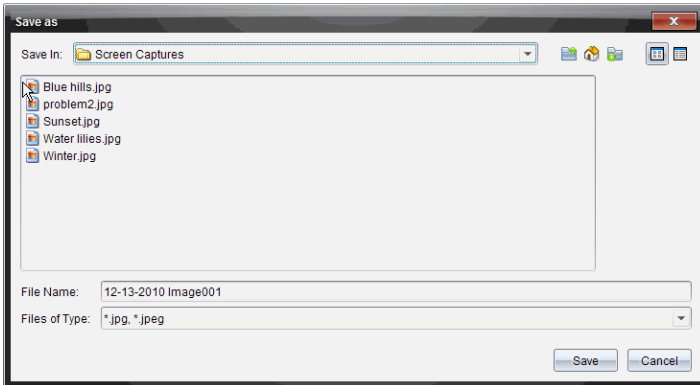 Save as
Save In: Screen Captures
Blue hills.jpg
problem2.jpg
Sunset.jpg
Water lilies.jpg
Winter.jpg
File Name: 12-13-2010 Image001
Files of Type: *.jpg, *.jpeg
Save Cancel